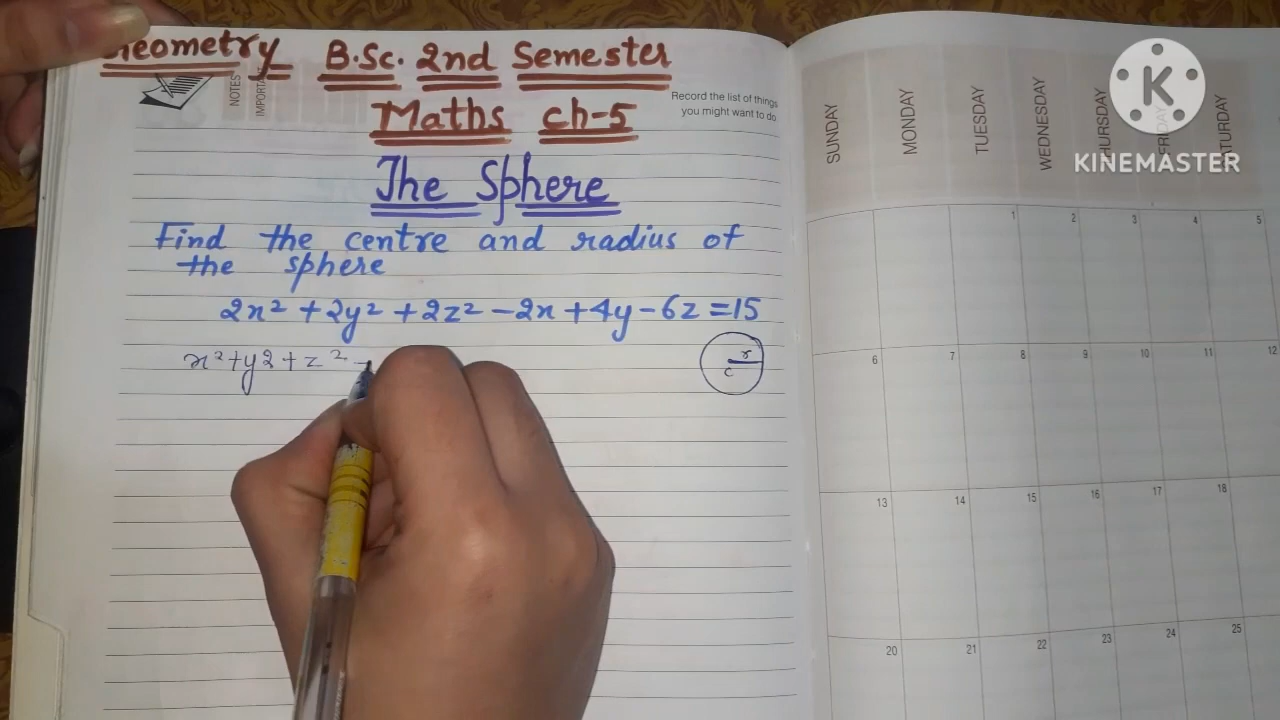 Geometry B.Sc. 2nd Semester
Maths ch-5
NOTES
IMPORTANT
Record the list of things
you might want to do
The Sphere
Find the centre and radius of
the sphere
2x² + 2y² + 2z² - 2x + 4y - 6z = 15
x² + y2 + z² -
r
c
K
KINEMASTER
SUNDAY MONDAY TUESDAY WEDNESDAY THURSDAY FRIDAY SATURDAY
1 2 3 4 5
6 7 8 9 10 11 12
13 14 15 16 17 18
20 21 22 23 24 25